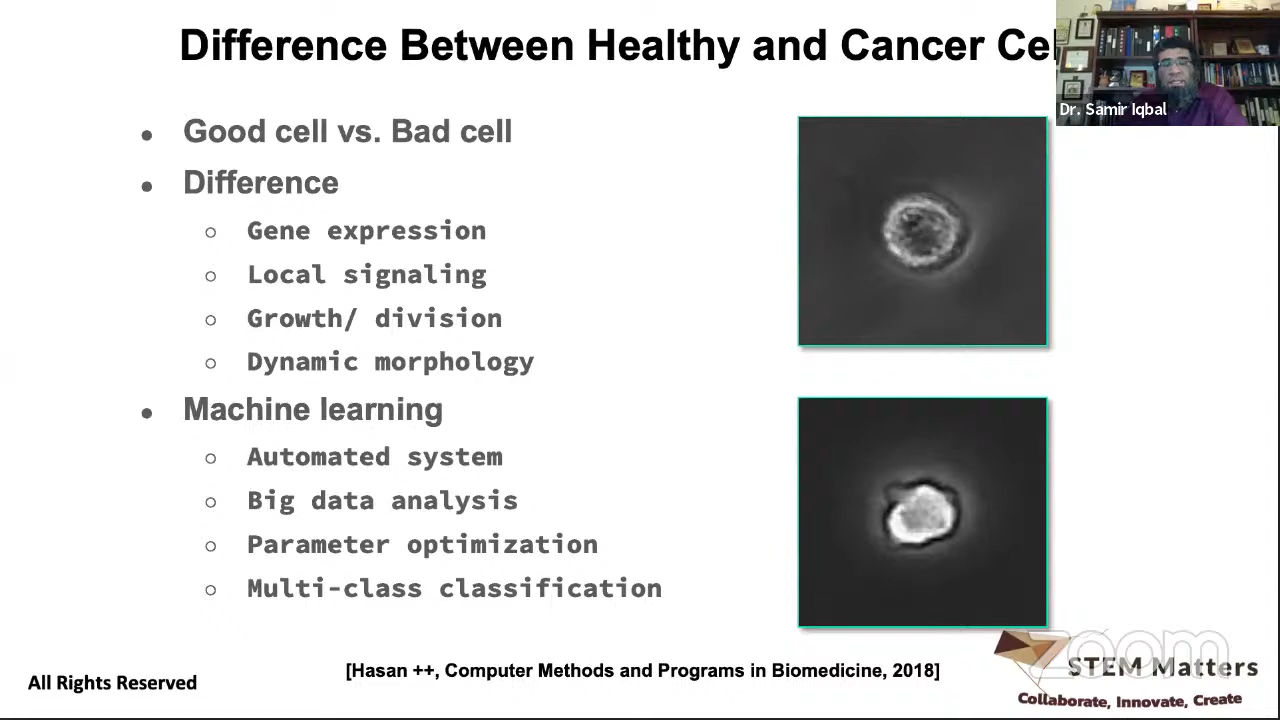 Difference Between Healthy and Cancer Cel
Dr. Samir Iqbal
• Good cell vs. Bad cell
• Difference
○ Gene expression
○ Local signaling
○ Growth/ division
○ Dynamic morphology
• Machine learning
○ Automated system
○ Big data analysis
○ Parameter optimization
○ Multi-class classification
[Hasan ++, Computer Methods and Programs in Biomedicine, 2018]
All Rights Reserved
zoom
STEM Matters
Collaborate, Innovate, Create